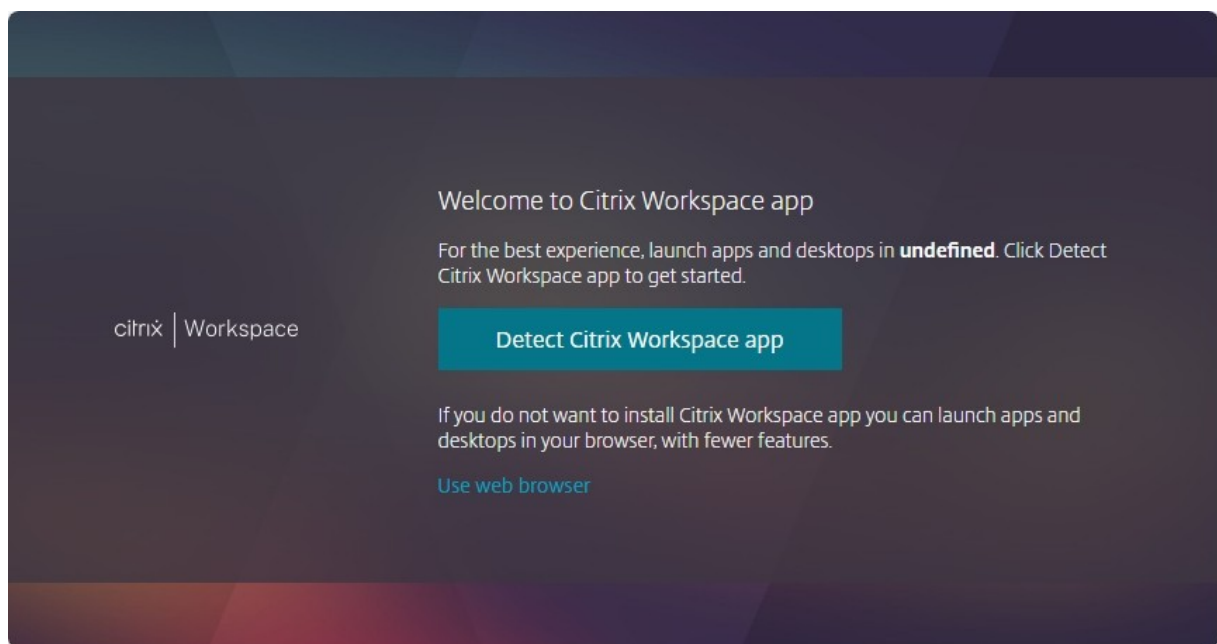 Welcome to Citrix Workspace app
For the best experience, launch apps and desktops in undefined. Click Detect
Citrix Workspace app to get started.
citrix | Workspace
Detect Citrix Workspace app
If you do not want to install Citrix Workspace app you can launch apps and
desktops in your browser, with fewer features.
Use web browser